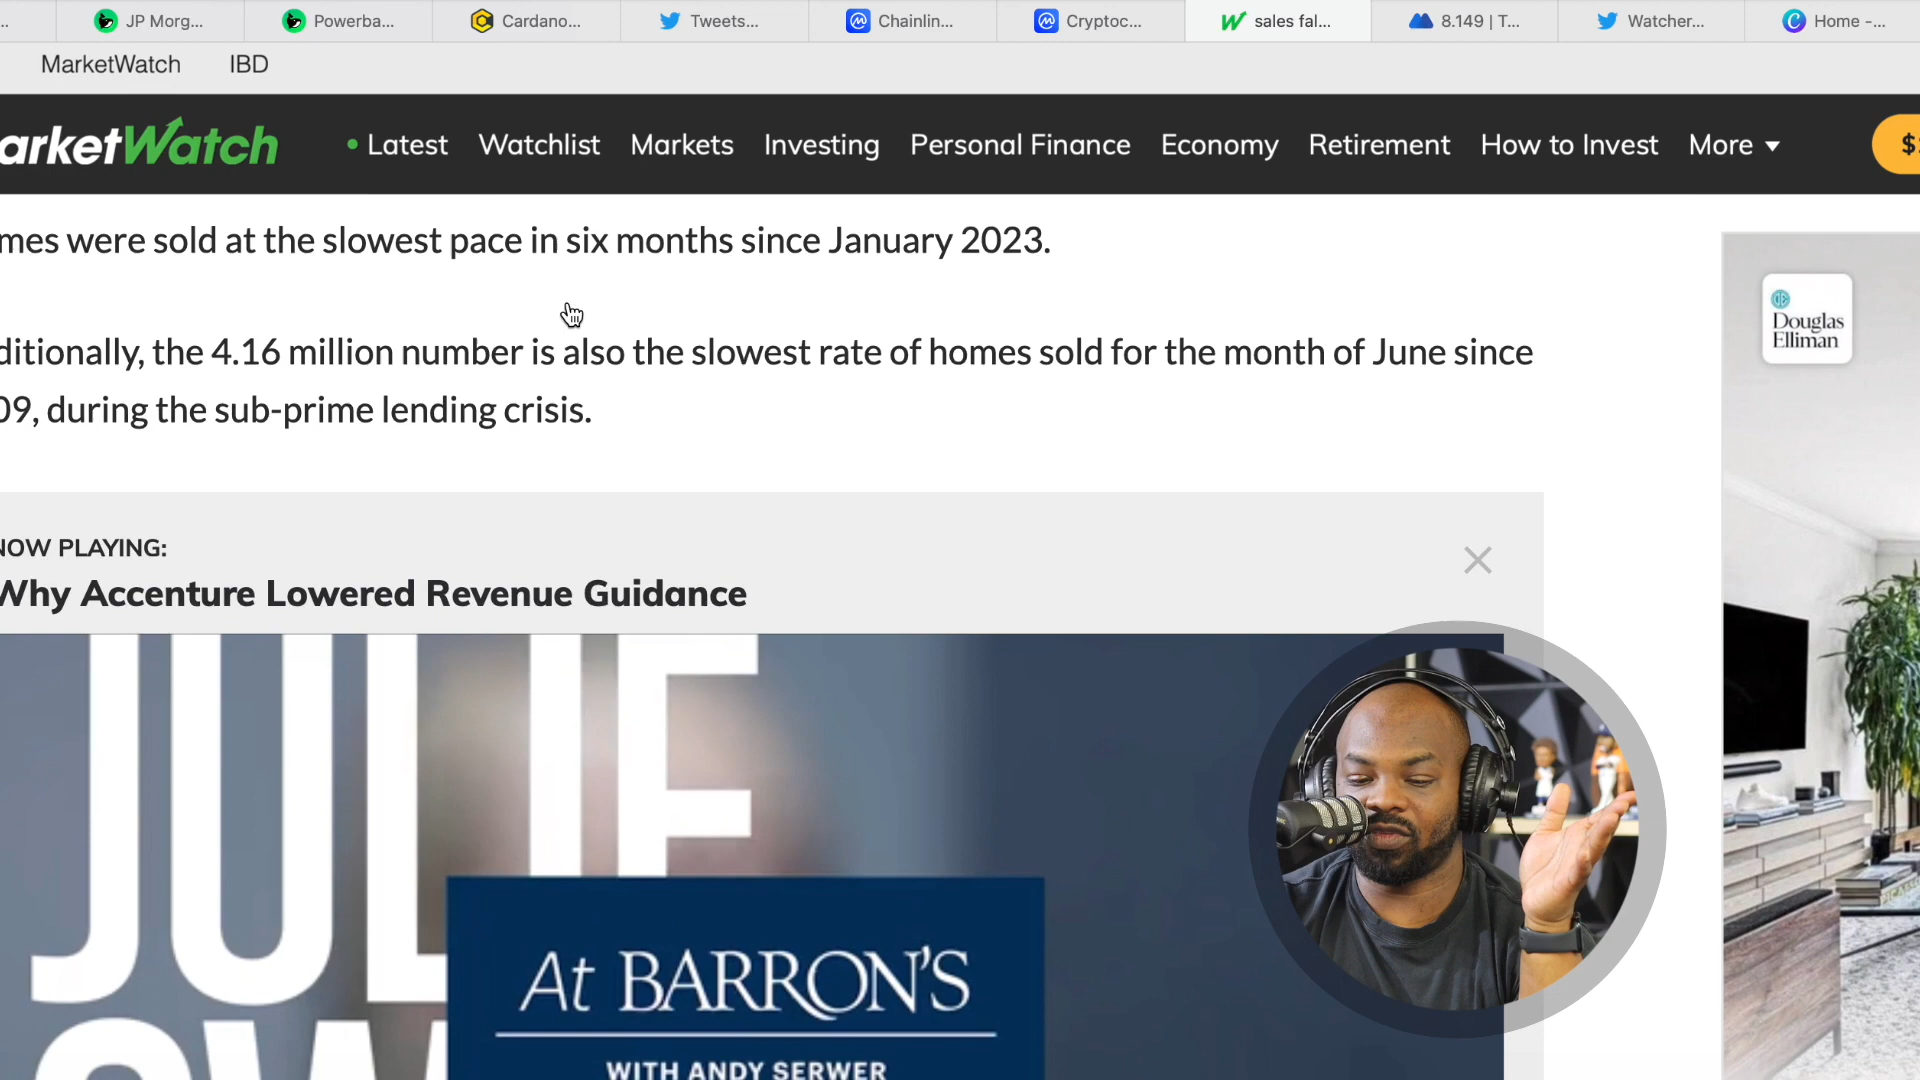 JP Morg...
Powerba...
Cardano...
Tweets...
Chainlin...
Cryptoc...
sales fal...
8.149 | T...
Watcher...
Home -...
MarketWatch
IBD
arketWatch
Latest
Watchlist
Markets
Investing
Personal Finance
Economy
Retirement
How to Invest
More
$
mes were sold at the slowest pace in six months since January 2023.
Douglas
Elliman
ditionally, the 4.16 million number is also the slowest rate of homes sold for the month of June since
09, during the sub-prime lending crisis.
NOW PLAYING:
Why Accenture Lowered Revenue Guidance
JULIE
At BARRON'S
WITH ANDY SERWER